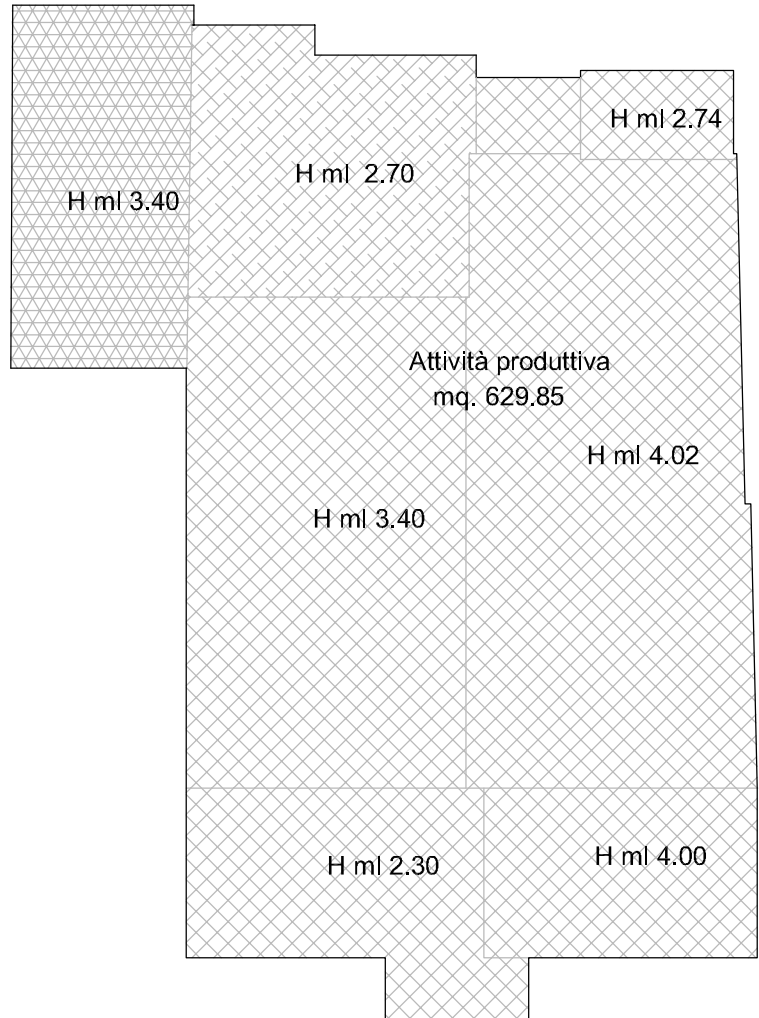 H ml 2.74
H ml  2.70
H ml 3.40
Attività produttiva
mq. 629.85
H ml 4.02
H ml 3.40
H ml 4.00
H ml 2.30